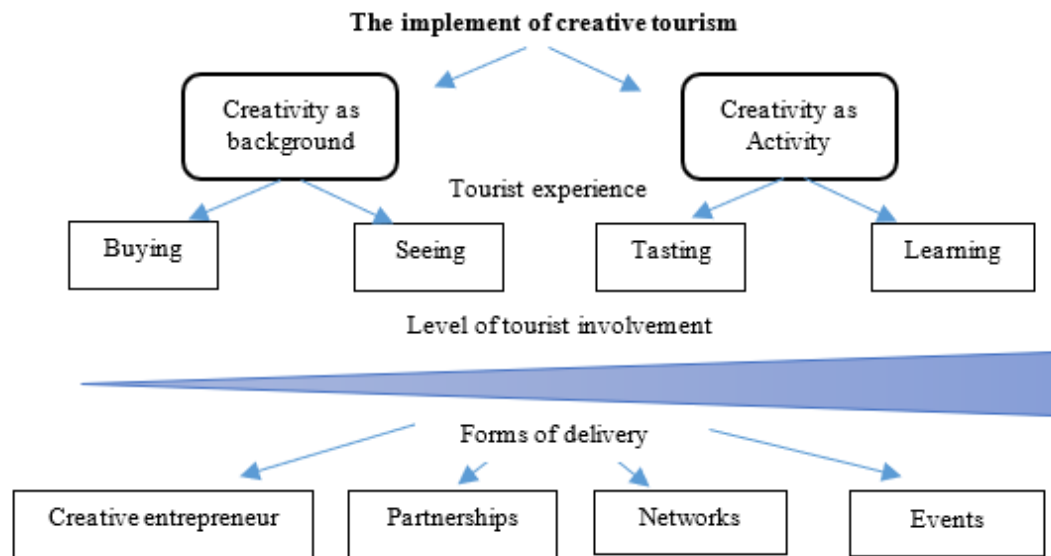 The implement of creative tourism
Creativity as
background
Creativity as
Activity
Tourist experience
Buying
Seeing
Tasting
Learning
Level of tourist involvement
Forms of delivery
Creative entrepreneur
Partnerships
Networks
Events